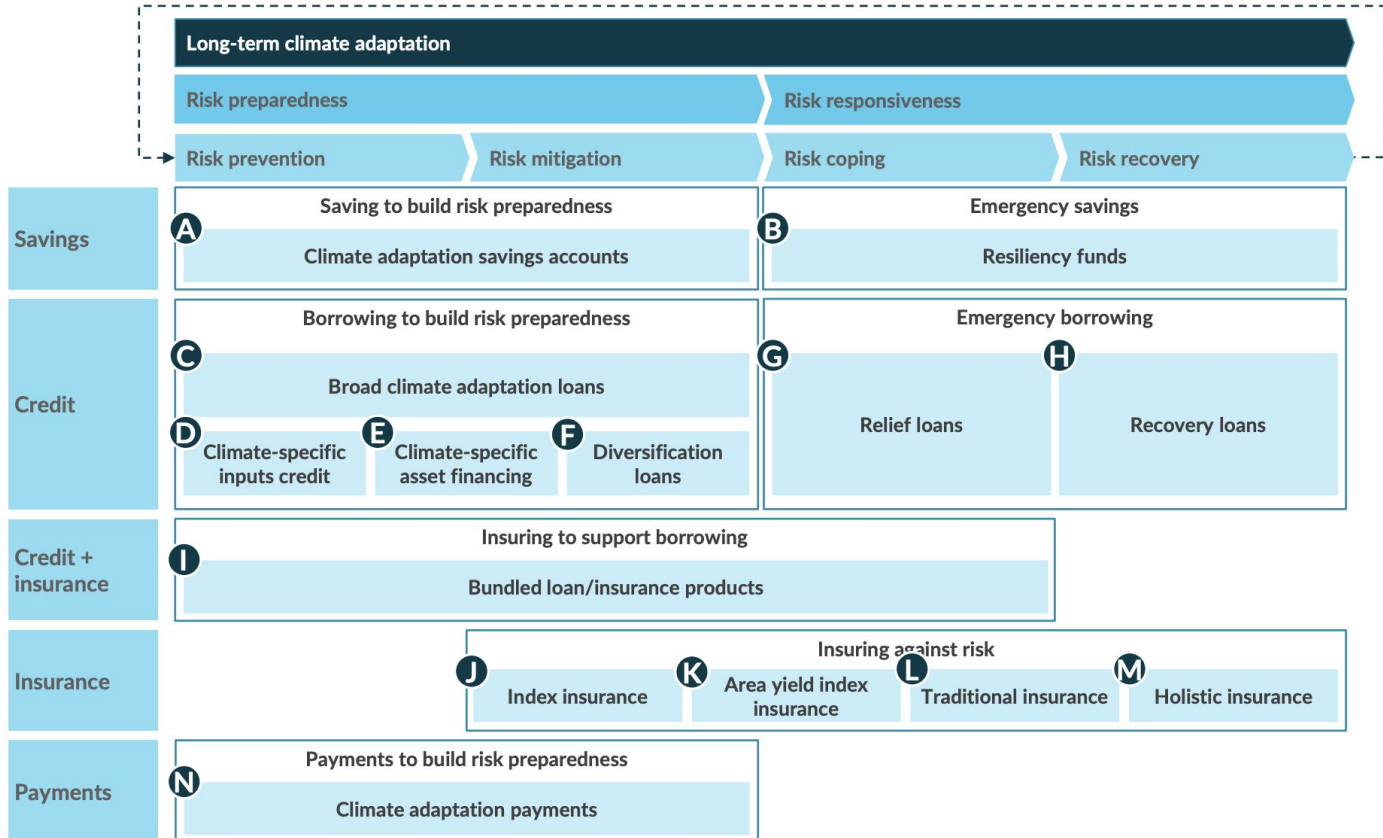 Long-term climate adaptation
Risk preparedness
Risk responsiveness
Risk prevention
Risk mitigation
Risk coping
Risk recovery
Savings
Saving to build risk preparedness
A
Climate adaptation savings accounts
Emergency savings
B
Resiliency funds
Credit
Borrowing to build risk preparedness
C
Broad climate adaptation loans
D
Climate-specific
inputs credit
E
Climate-specific
asset financing
F
Diversification
loans
Emergency borrowing
G
Relief loans
H
Recovery loans
Credit +
insurance
Insuring to support borrowing
I
Bundled loan/insurance products
Insurance
Insuring against risk
J
Index insurance
K
Area yield index
insurance
L
Traditional insurance
M
Holistic insurance
Payments
Payments to build risk preparedness
N
Climate adaptation payments